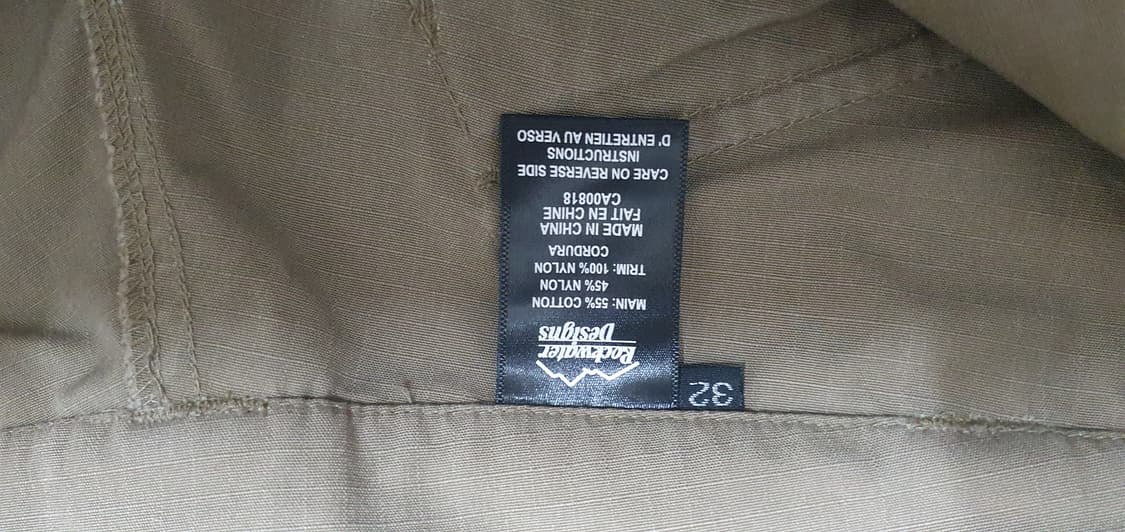 Rockwater
Designs
MAIN: 55% COTTON
45% NYLON
TRIM: 100% NYLON
CORDURA
MADE IN CHINA
FAIT EN CHINE
CA00818
CARE ON REVERSE SIDE
INSTRUCTIONS
D'ENTRETIEN AU VERSO
32